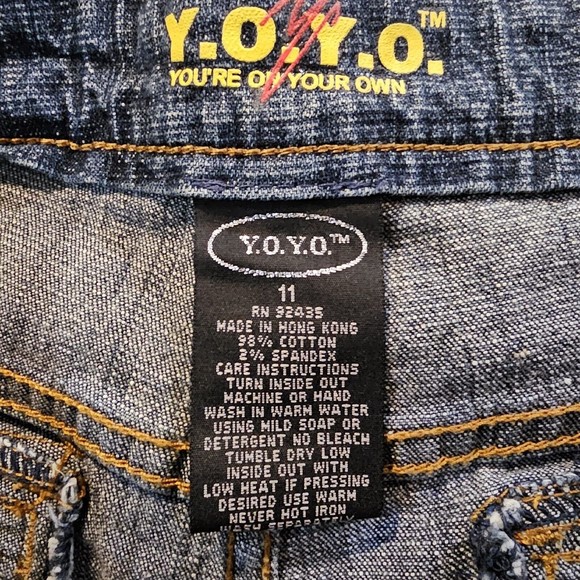 Y.O.Y.O.™
YOU'RE ON YOUR OWN
Y.O.Y.O.™
11
RN 92435
MADE IN HONG KONG
98% COTTON
2% SPANDEX
CARE INSTRUCTIONS
TURN INSIDE OUT
MACHINE OR HAND
WASH IN WARM WATER
USING MILD SOAP OR
DETERGENT NO BLEACH
TUMBLE DRY LOW
INSIDE OUT WITH
LOW HEAT IF PRESSING
DESIRED USE WARM
NEVER HOT IRON
WASH SEPARATELY